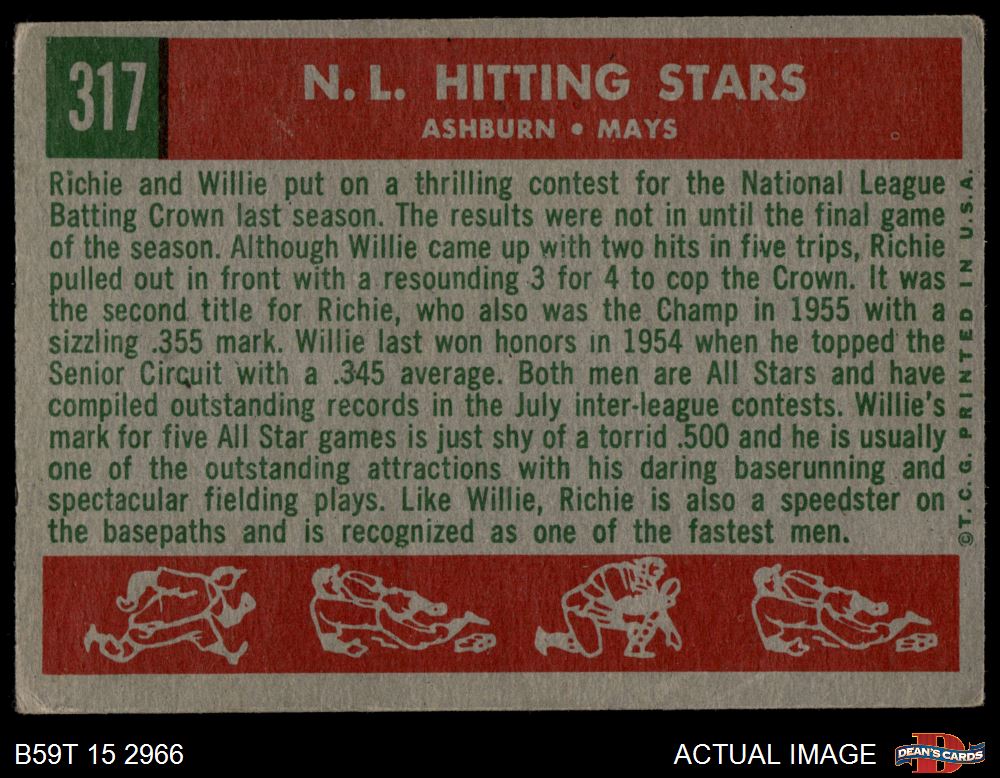 317
N. L. HITTING STARS
ASHBURN • MAYS
Richie and Willie put on a thrilling contest for the National League
Batting Crown last season. The results were not in until the final game
of the season. Although Willie came up with two hits in five trips, Richie
pulled out in front with a resounding 3 for 4 to cop the Crown. It was
the second title for Richie, who also was the Champ in 1955 with a
sizzling .355 mark. Willie last won honors in 1954 when he topped the
Senior Circuit with a .345 average. Both men are All Stars and have
compiled outstanding records in the July inter-league contests. Willie's
mark for five All Star games is just shy of a torrid .500 and he is usually
one of the outstanding attractions with his daring baserunning and
spectacular fielding plays. Like Willie, Richie is also a speedster on
the basepaths and is recognized as one of the fastest men.
©T. C. G. PRINTED IN U.S.A.
B59T 15 2966
ACTUAL IMAGE
DEAN'S CARDS